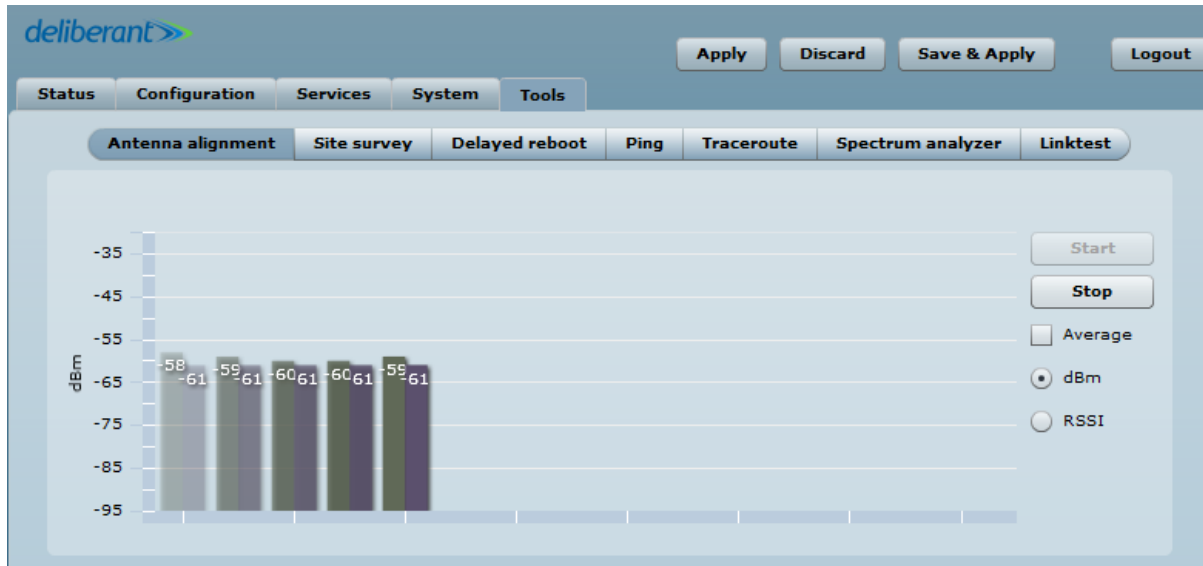 deliberant
Apply Discard Save & Apply Logout
Status Configuration Services System Tools
Antenna alignment Site survey Delayed reboot Ping Traceroute Spectrum analyzer Linktest
-35
-45
-55
-65
-75
-85
-95
dBm
-58 -61 -59 -61 -60 -61 -60 -61 -59 -61
Start
Stop
Average
dBm
RSSI